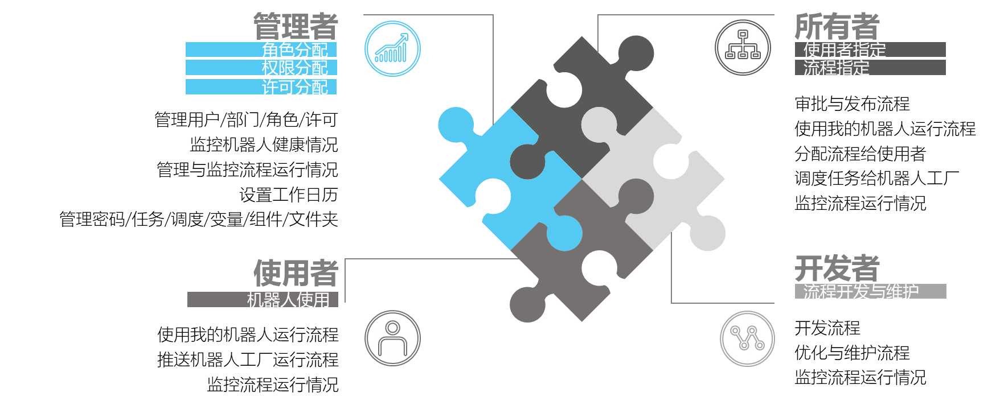 管理者
角色分配
权限分配
许可分配
管理用户/部门/角色/许可
监控机器人健康情况
管理与监控流程运行情况
设置工作日历
管理密码/任务/调度/变量/组件/文件夹
所有者
使用者指定
流程指定
审批与发布流程
使用我的机器人运行流程
分配流程给使用者
调度任务给机器人工厂
监控流程运行情况
使用者
机器人使用
使用我的机器人运行流程
推送机器人工厂运行流程
监控流程运行情况
开发者
流程开发与维护
开发流程
优化与维护流程
监控流程运行情况